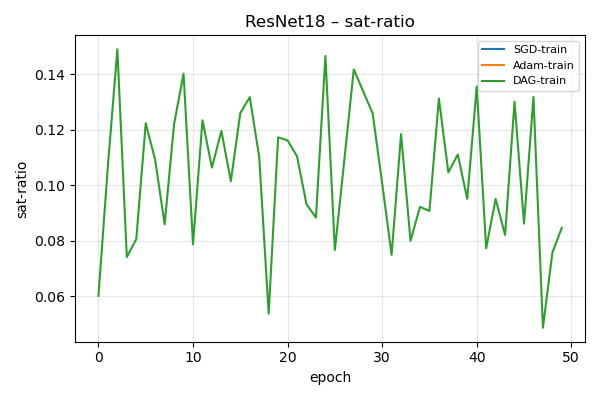 ResNet18 – sat-ratio
SGD-train
Adam-train
DAG-train
sat-ratio
0.14
0.12
0.10
0.08
0.06
0 10 20 30 40 50
epoch